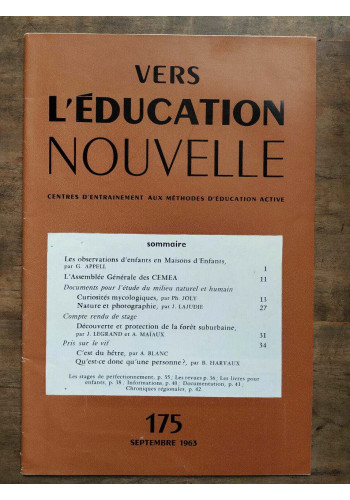 VERS
L'ÉDUCATION
NOUVELLE
CENTRES D'ENTRAINEMENT AUX MÉTHODES D'ÉDUCATION ACTIVE
sommaire
Les observations d'enfants en Maisons d'Enfants,
par G. APPELL 1
L'Assemblée Générale des CEMEA 11
Documents pour l'étude du milieu naturel et humain
Curiosités mycologiques, par Ph. JOLY 13
Nature et photographie, par J. LAJUDIE 27
Compte rendu de stage
Découverte et protection de la forêt suburbaine,
par J. LEGRAND et A. MAIAUX 31
Pris sur le vif 34
C'est du hêtre, par A. BLANC
Qu'est-ce donc qu'une personne?, par B. HARVAUX
Les stages de perfectionnement, p. 35; Les revues p. 36; Les livres pour
enfants, p. 38; Informations, p. 40; Documentation, p. 41;
Chroniques régionales, p. 42
175
SEPTEMBRE 1963